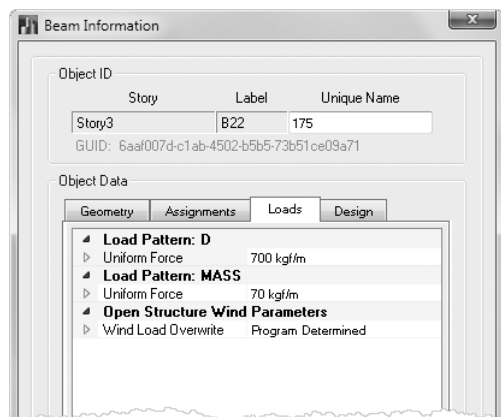 Beam Information
Object ID
Story Label Unique Name
Story3 B22 175
GUID: 6aaf007d-c1ab-4502-b5b5-73b51ce09a71
Object Data
Geometry Assignments Loads Design
Load Pattern: D
Uniform Force 700 kgf/m
Load Pattern: MASS
Uniform Force 70 kgf/m
Open Structure Wind Parameters
Wind Load Overwrite Program Determined